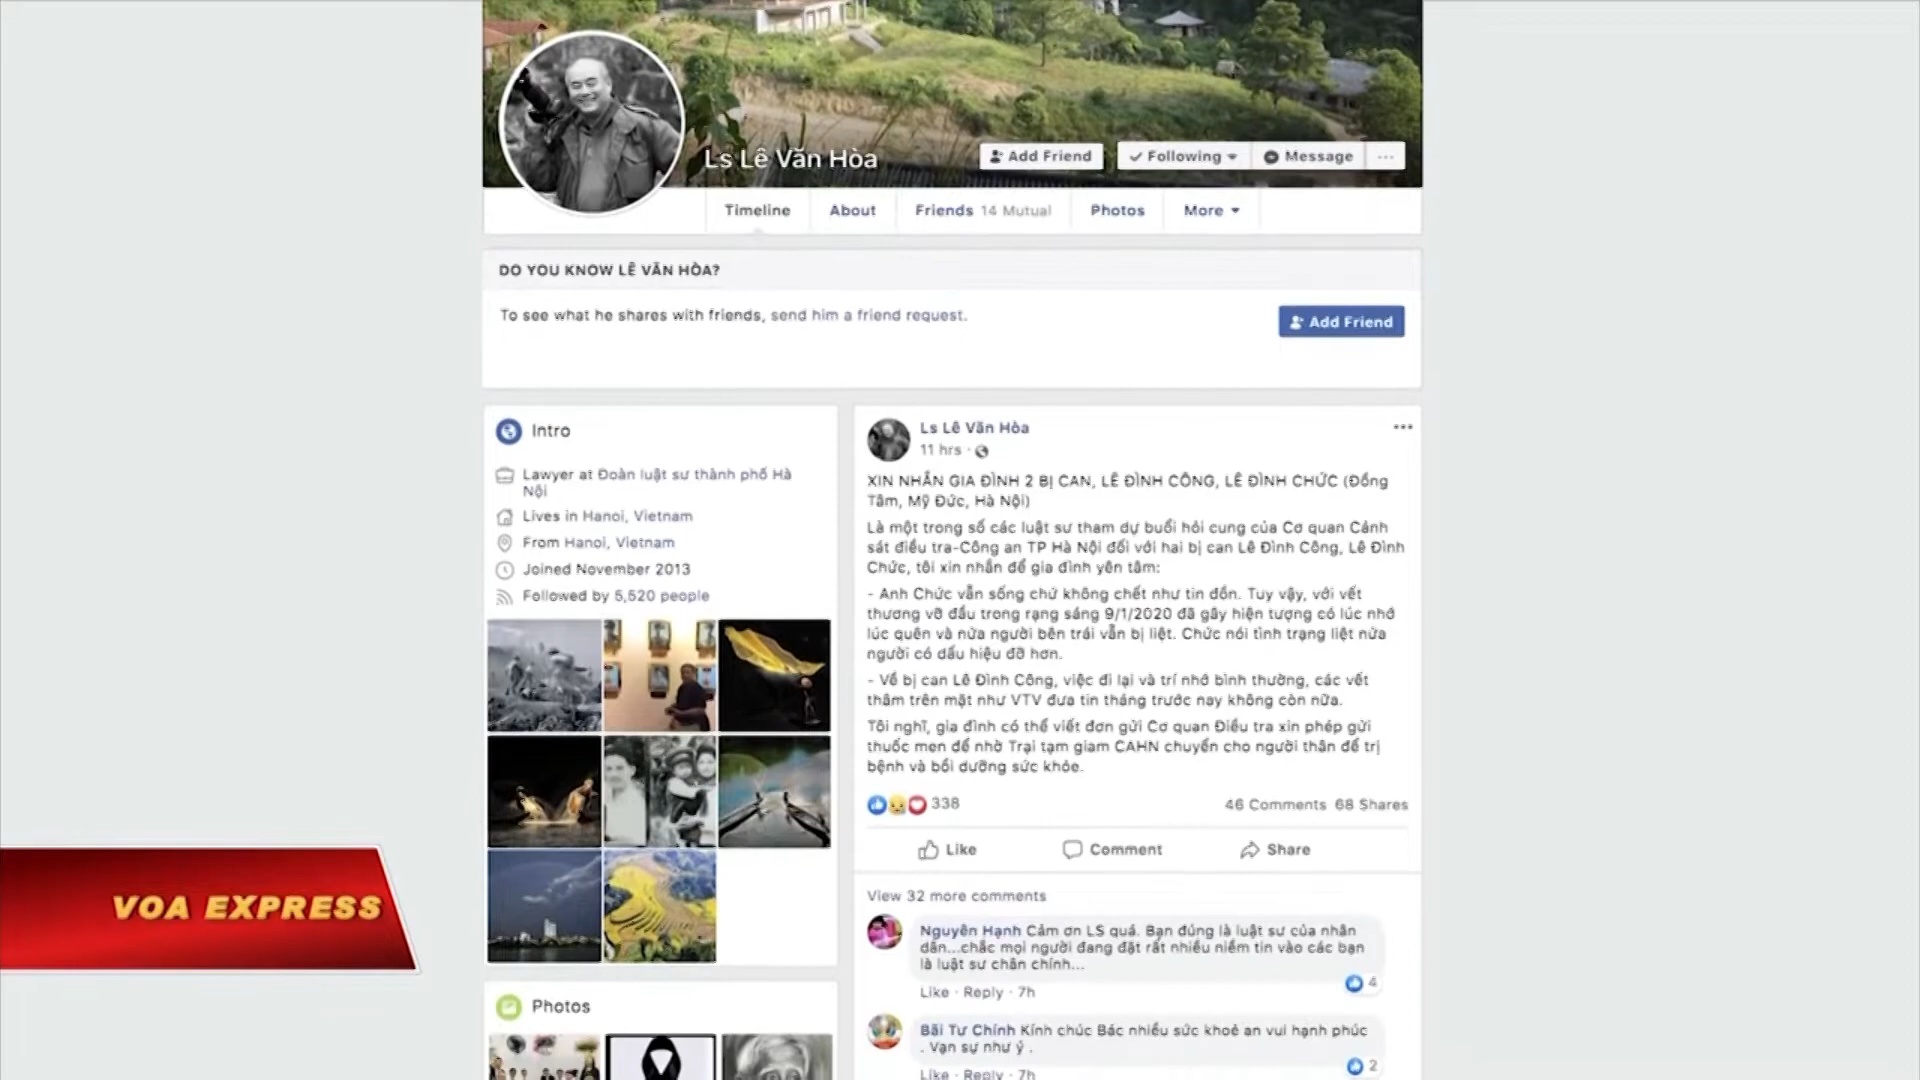 Ls Lê Văn Hòa
Add Friend
Following
Message
Timeline
About
Friends 14 Mutual
Photos
More
DO YOU KNOW LÊ VĂN HÒA?
To see what he shares with friends, send him a friend request.
Add Friend
Intro
Lawyer at Đoàn luật sư thành phố Hà
Nội
Lives in Hanoi, Vietnam
From Hanoi, Vietnam
Joined November 2013
Followed by 5,520 people
Photos
Ls Lê Văn Hòa
11 hrs ·
XIN NHẮN GIA ĐÌNH 2 BỊ CAN, LÊ ĐÌNH CÔNG, LÊ ĐÌNH CHỨC (Đồng
Tâm, Mỹ Đức, Hà Nội)
Là một trong số các luật sư tham dự buổi hỏi cung của Cơ quan Cảnh
sát điều tra-Công an TP Hà Nội đối với hai bị can Lê Đình Công, Lê Đình
Chức, tôi xin nhắn để gia đình yên tâm:
- Anh Chức vẫn sống chứ không chết như tin đồn. Tuy vậy, với vết
thương vỡ đầu trong rạng sáng 9/1/2020 đã gây hiện tượng có lúc nhớ
lúc quên và nửa người bên trái vẫn bị liệt. Chức nói tình trạng liệt nửa
người có dấu hiệu đỡ hơn.
- Về bị can Lê Đình Công, việc đi lại và trí nhớ bình thường, các vết
thâm trên mặt như VTV đưa tin tháng trước nay không còn nữa.
Tôi nghĩ, gia đình có thể viết đơn gửi Cơ quan Điều tra xin phép gửi
thuốc men để nhờ Trại tạm giam CAHN chuyển cho người thân để trị
bệnh và bồi dưỡng sức khỏe.
338
46 Comments 68 Shares
Like
Comment
Share
View 32 more comments
Nguyên Hạnh Cảm ơn LS quá. Bạn đúng là luật sư của nhân
dân...chắc mọi người đang đặt rất nhiều niềm tin vào các bạn
là luật sư chân chính...
4
Like · Reply · 7h
Bãi Tư Chính Kính chúc Bác nhiều sức khoẻ an vui hạnh phúc
. Vạn sự như ý .
2
Like · Reply · 7h
VOA EXPRESS